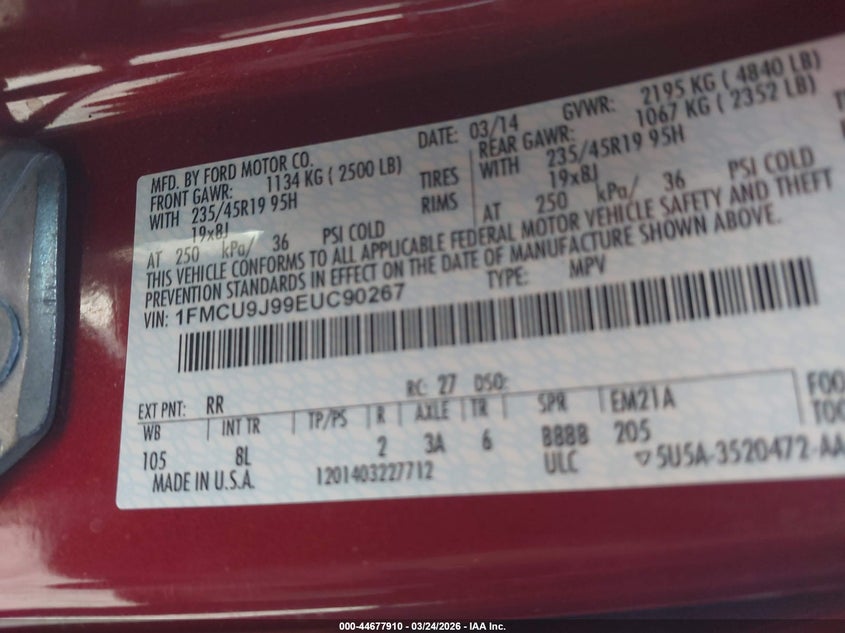 MFD. BY FORD MOTOR CO. DATE: 03/14 GVWR: 2195 KG ( 4840 LB)
FRONT GAWR: 1134 KG ( 2500 LB) REAR GAWR: 1067 KG ( 2352 LB)
WITH 235/45R19 95H TIRES WITH 235/45R19 95H
19x8J RIMS 19x8J
AT 250 kPa/ 36 PSI COLD AT 250 kPa/ 36 PSI COLD
THIS VEHICLE CONFORMS TO ALL APPLICABLE FEDERAL MOTOR VEHICLE SAFETY AND THEFT
PREVENTION STANDARDS IN EFFECT ON THE DATE OF MANUFACTURE SHOWN ABOVE.
VIN: 1FMCU9J99EUC90267 TYPE: MPV
EXT PNT: RR RC: 27 DSO:
WB INT TR TP/PS R AXLE TR SPR EM21A
105 8L 2 3A 6 BBBB 205
MADE IN U.S.A. 1201403227712 ULC 5U5A-3520472-AA
000-44677910 — 03/24/2026 - IAA Inc.